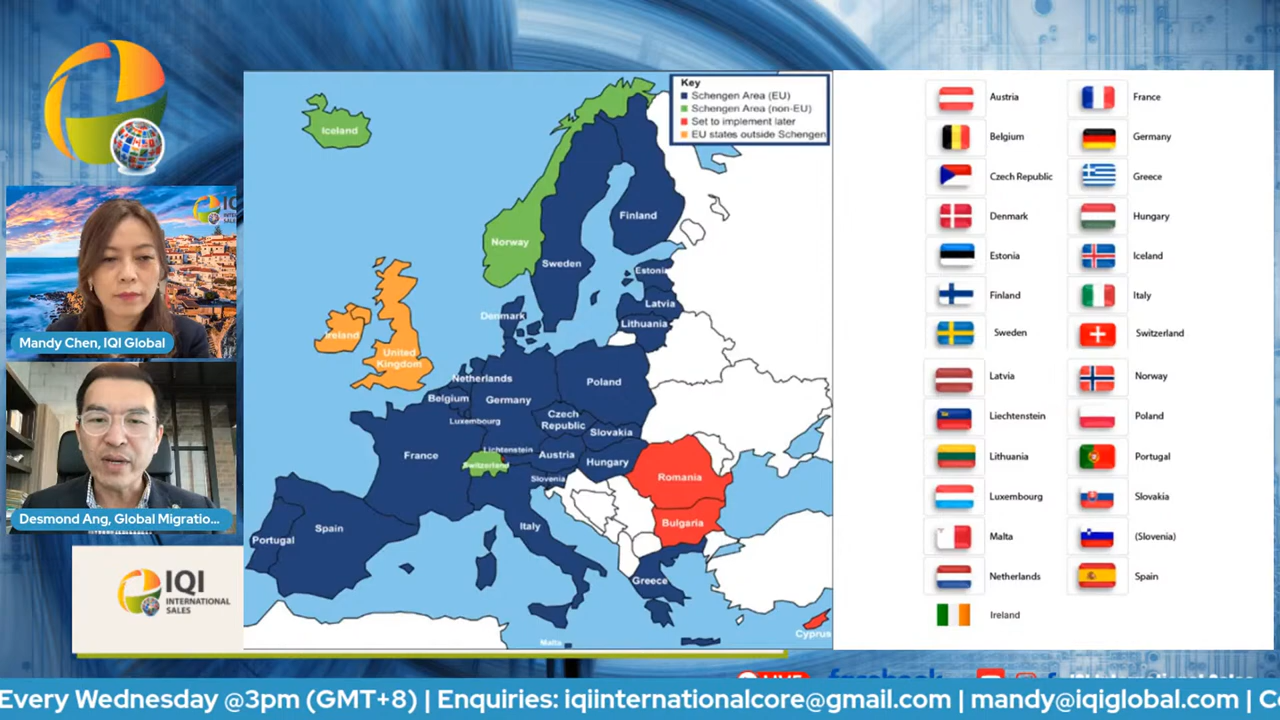 Key
Schengen Area (EU)
Schengen Area (non-EU)
Set to implement later
EU states outside Schengen
Iceland
Finland
Norway
Sweden
Estonia
Latvia
Denmark
Lithuania
Ireland
United
Kingdom
Netherlands
Poland
Belgium
Germany
Luxembourg
Czech
Republic
Slovakia
Lichtenstein
France
Austria
Switzerland
Hungary
Slovenia
Romania
Spain
Italy
Bulgaria
Portugal
Greece
Malta
Cyprus
Austria
France
Belgium
Germany
Czech Republic
Greece
Denmark
Hungary
Estonia
Iceland
Finland
Italy
Sweden
Switzerland
Latvia
Norway
Liechtenstein
Poland
Lithuania
Portugal
Luxembourg
Slovakia
Malta
(Slovenia)
Netherlands
Spain
Ireland
Mandy Chen, IQI Global
Desmond Ang, Global Migratio...
IQI
INTERNATIONAL
SALES
Every Wednesday @3pm (GMT+8) | Enquiries: iqiinternationalcore@gmail.com | mandy@iqiglobal.com | C